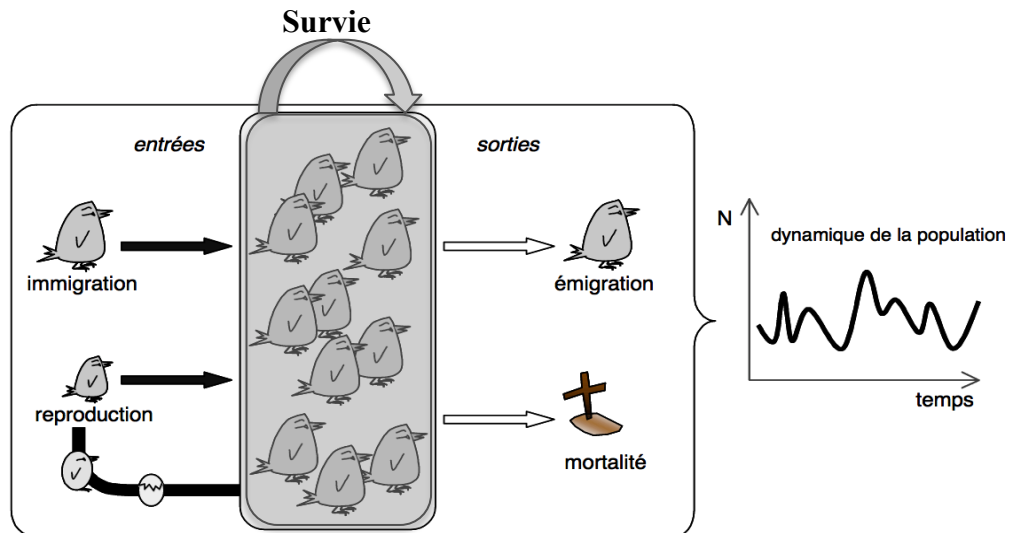 Survie
entrées
sorties
immigration
émigration
reproduction
mortalité
N
dynamique de la population
temps